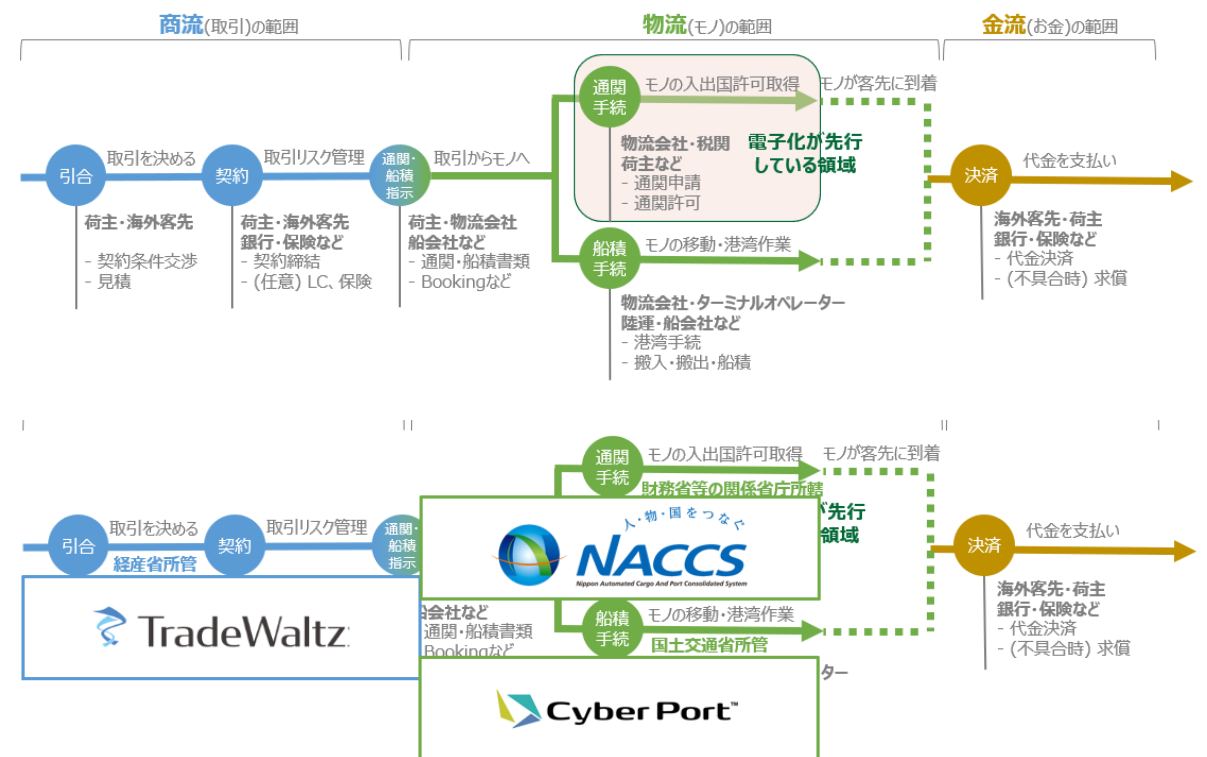 商流(取引)の範囲
物流(モノ)の範囲
金流(お金)の範囲
引合
取引を決める
荷主・海外客先
- 契約条件交渉
- 見積
契約
取引リスク管理
荷主・海外客先
銀行・保険など
- 契約締結
- (任意) LC、保険
通関・
船積
指示
取引からモノへ
荷主・物流会社
船会社など
- 通関・船積書類
- Bookingなど
通関
手続
モノの入出国許可取得
モノが客先に到着
物流会社・税関
荷主など
- 通関申請
- 通関許可
電子化が先行
している領域
船積
手続
モノの移動・港湾作業
物流会社・ターミナルオペレーター
陸運・船会社など
- 港湾手続
- 搬入・搬出・船積
決済
代金を支払い
海外客先・荷主
銀行・保険など
- 代金決済
- (不具合時) 求償
引合
取引を決める
経産省所管
契約
取引リスク管理
通関・
船積
指示
TradeWaltz
船会社など
通関・船積書類
Bookingなど
通関
手続
モノの入出国許可取得
モノが客先に到着
財務省等の関係省庁所轄
が先行
領域
人・物・国をつなぐ
NACCS
Nippon Automated Cargo And Port Consolidated System
船積
手続
モノの移動・港湾作業
国土交通省所管
ター
Cyber Port™
決済
代金を支払い
海外客先・荷主
銀行・保険など
- 代金決済
- (不具合時) 求償